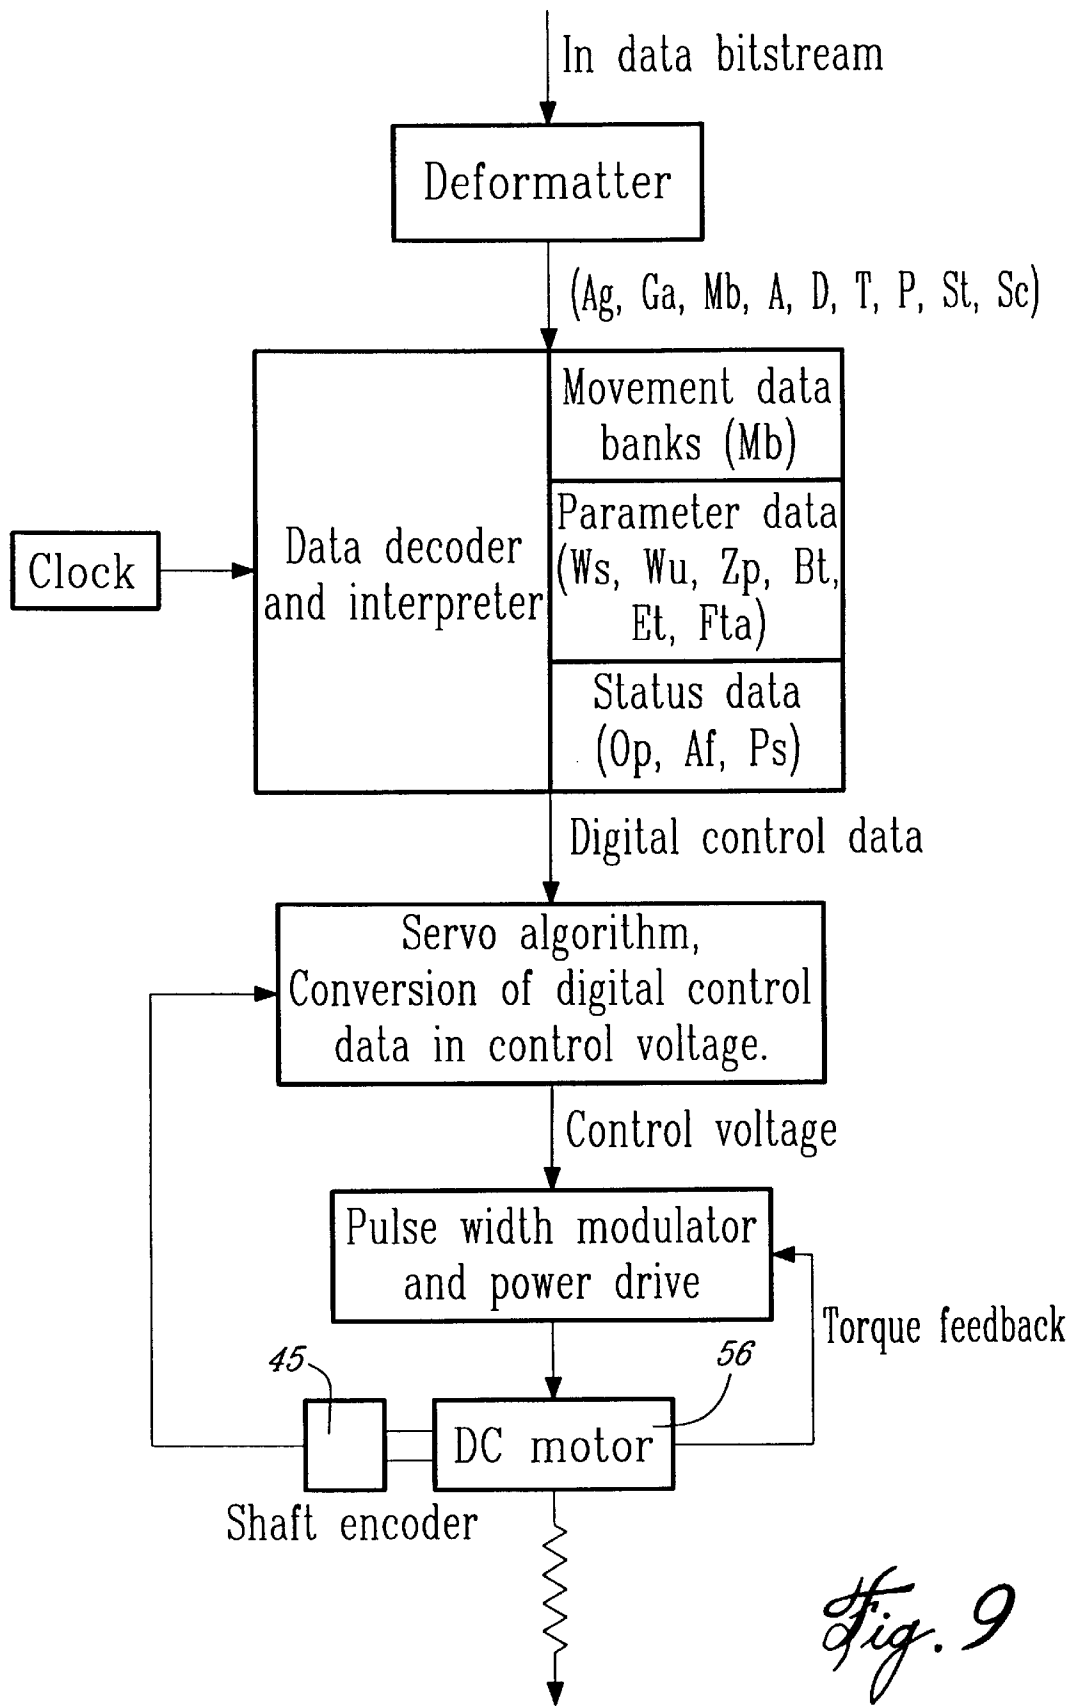 In data bitstream
Deformatter
(Ag, Ga, Mb, A, D, T, P, St, Sc)
Movement data
banks (Mb)
Parameter data
(Ws, Wu, Zp, Bt,
Et, Fta)
Status data
(Op, Af, Ps)
Clock
Data decoder
and interpreter
Digital control data
Servo algorithm,
Conversion of digital control
data in control voltage.
Control voltage
Pulse width modulator
and power drive
Torque feedback
45
56
DC motor
Shaft encoder
Fig. 9